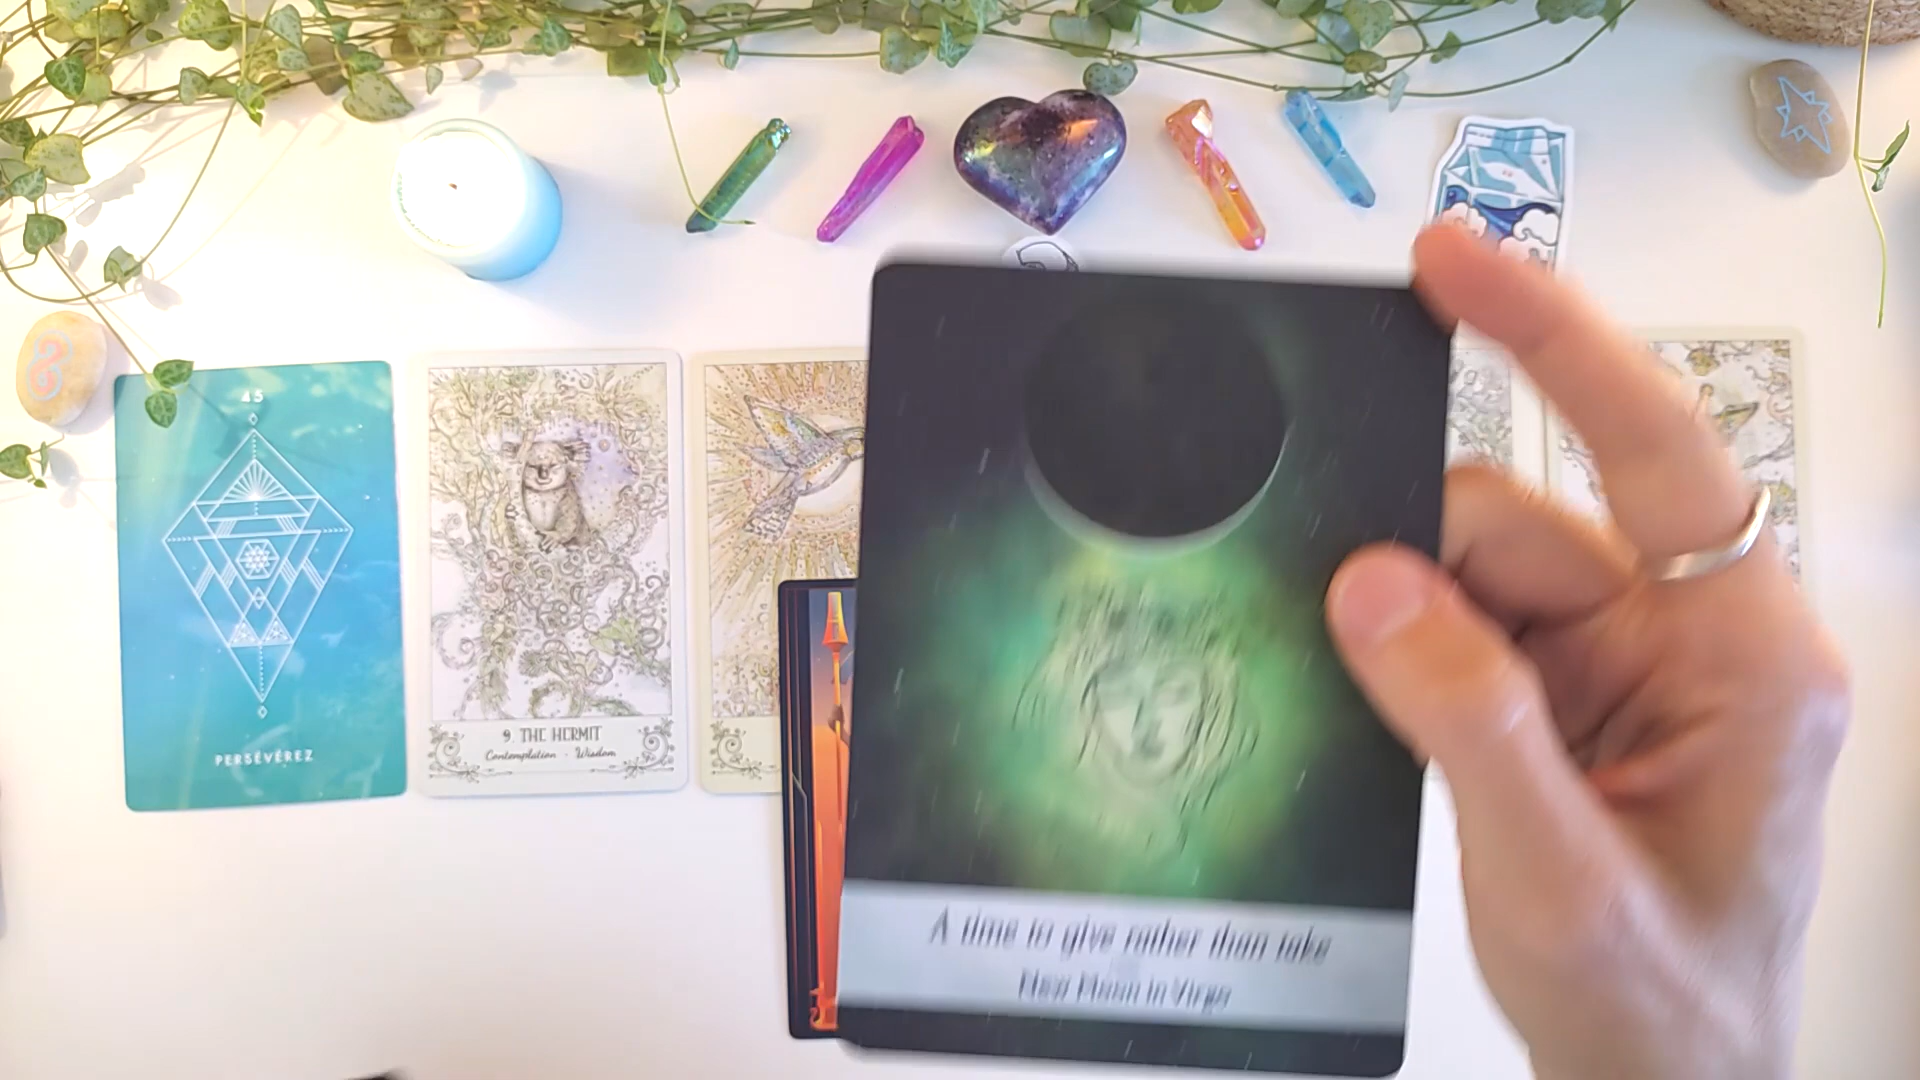 45
PERSÉVÉREZ
9. THE HERMIT
Contemplation - Wisdom
A time to give rather than take
New Moon in Virgo